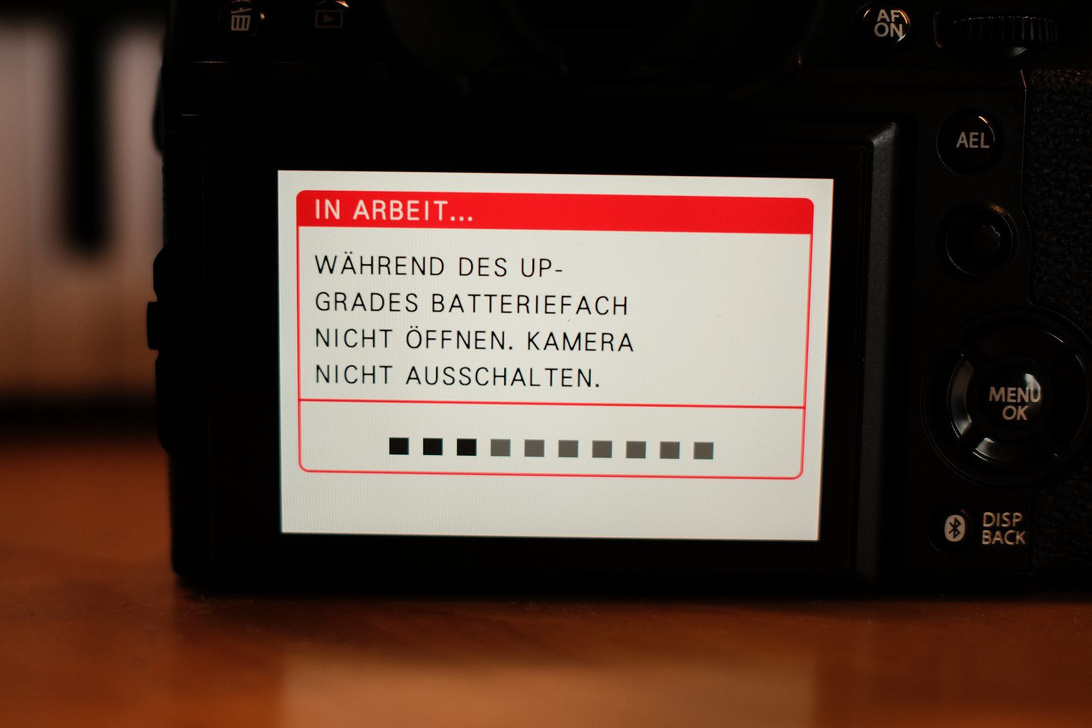 AF
ON
AEL
IN ARBEIT...
WÄHREND DES UP-
GRADES BATTERIEFACH
NICHT ÖFFNEN. KAMERA
NICHT AUSSCHALTEN.
MENU
OK
DISP
BACK